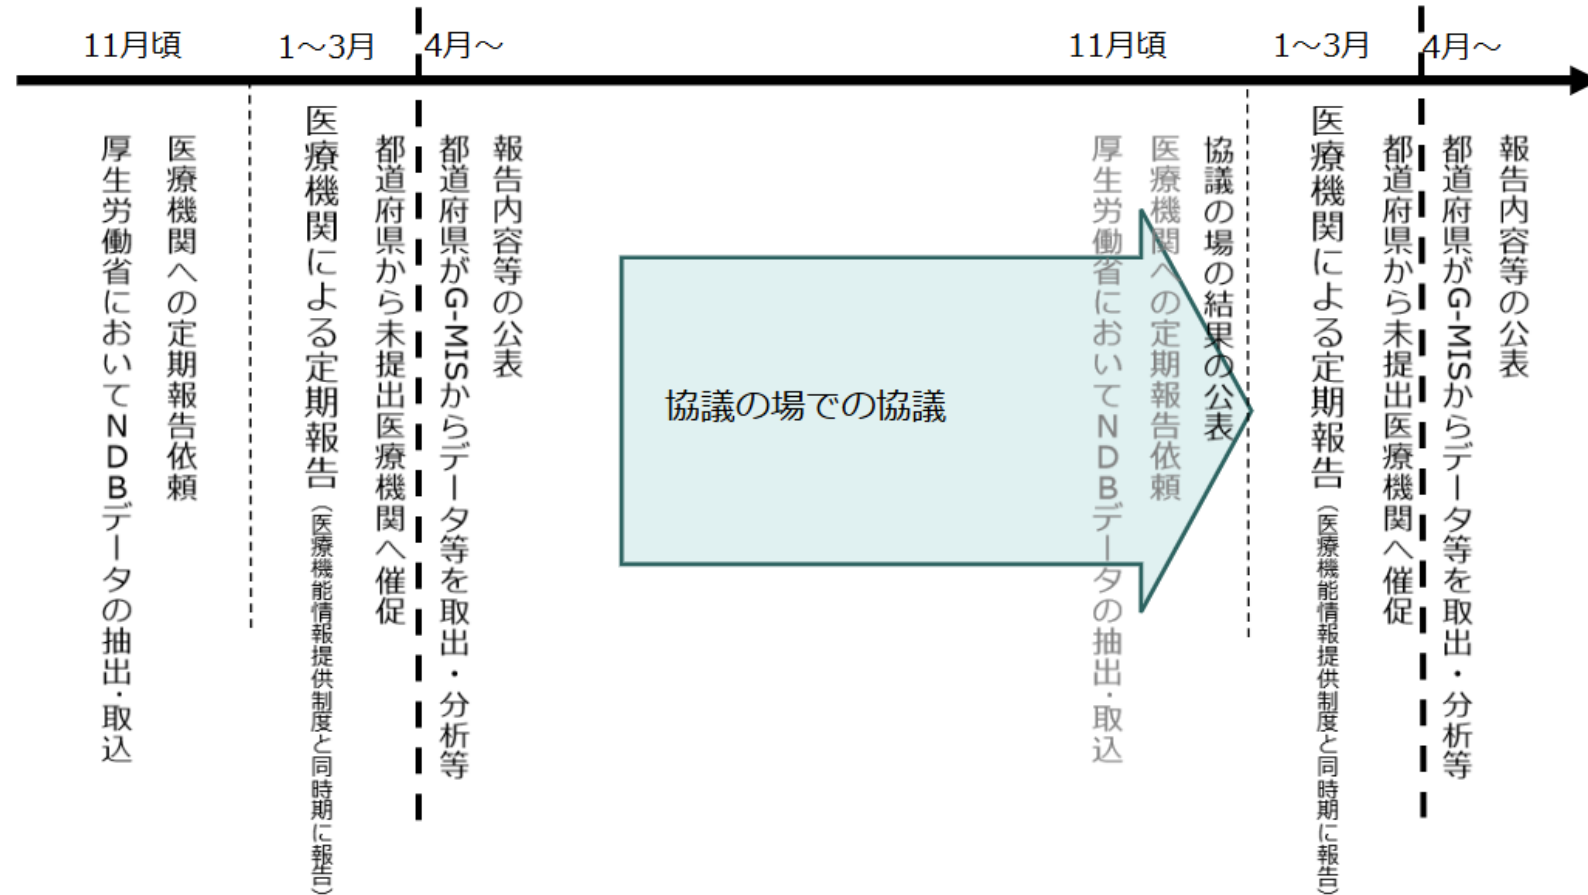 11月頃
1～3月
4月～
11月頃
1～3月
4月～
厚生労働省においてNDBデータの抽出・取込
医療機関への定期報告依頼
医療機関による定期報告（医療機能情報提供制度と同時期に報告）
都道府県から未提出医療機関へ催促
都道府県がG-MISからデータ等を取出・分析等
報告内容等の公表
協議の場での協議
厚生労働省においてNDBデータの抽出・取込
医療機関への定期報告依頼
協議の場の結果の公表
医療機関による定期報告（医療機能情報提供制度と同時期に報告）
都道府県から未提出医療機関へ催促
都道府県がG-MISからデータ等を取出・分析等
報告内容等の公表